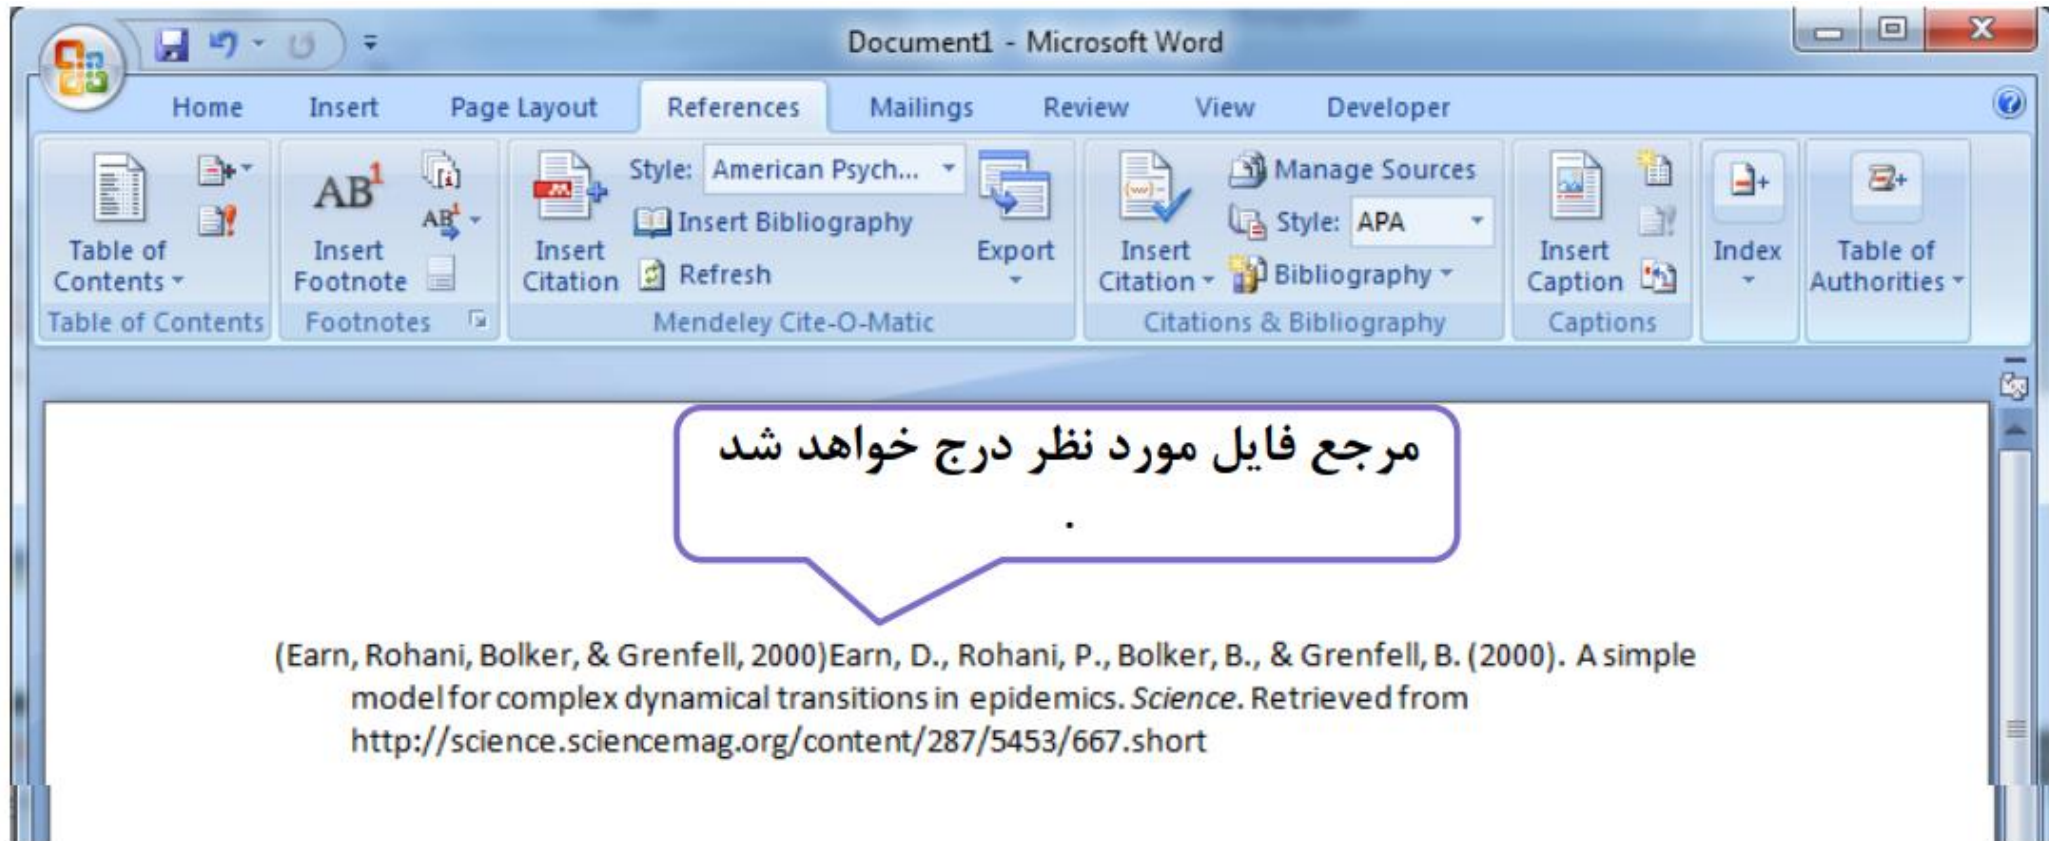 Document1 - Microsoft Word
Home Insert Page Layout References Mailings Review View Developer
Table of Contents
Table of Contents
AB1
Insert Footnote
Footnotes
Insert Citation
Style: American Psych...
Insert Bibliography
Refresh
Export
Mendeley Cite-O-Matic
Insert Citation
Manage Sources
Style: APA
Bibliography
Citations & Bibliography
Insert Caption
Captions
Index
Table of Authorities
مرجع فایل مورد نظر درج خواهد شد
.
(Earn, Rohani, Bolker, & Grenfell, 2000)Earn, D., Rohani, P., Bolker, B., & Grenfell, B. (2000). A simple
model for complex dynamical transitions in epidemics. Science. Retrieved from
http://science.sciencemag.org/content/287/5453/667.short